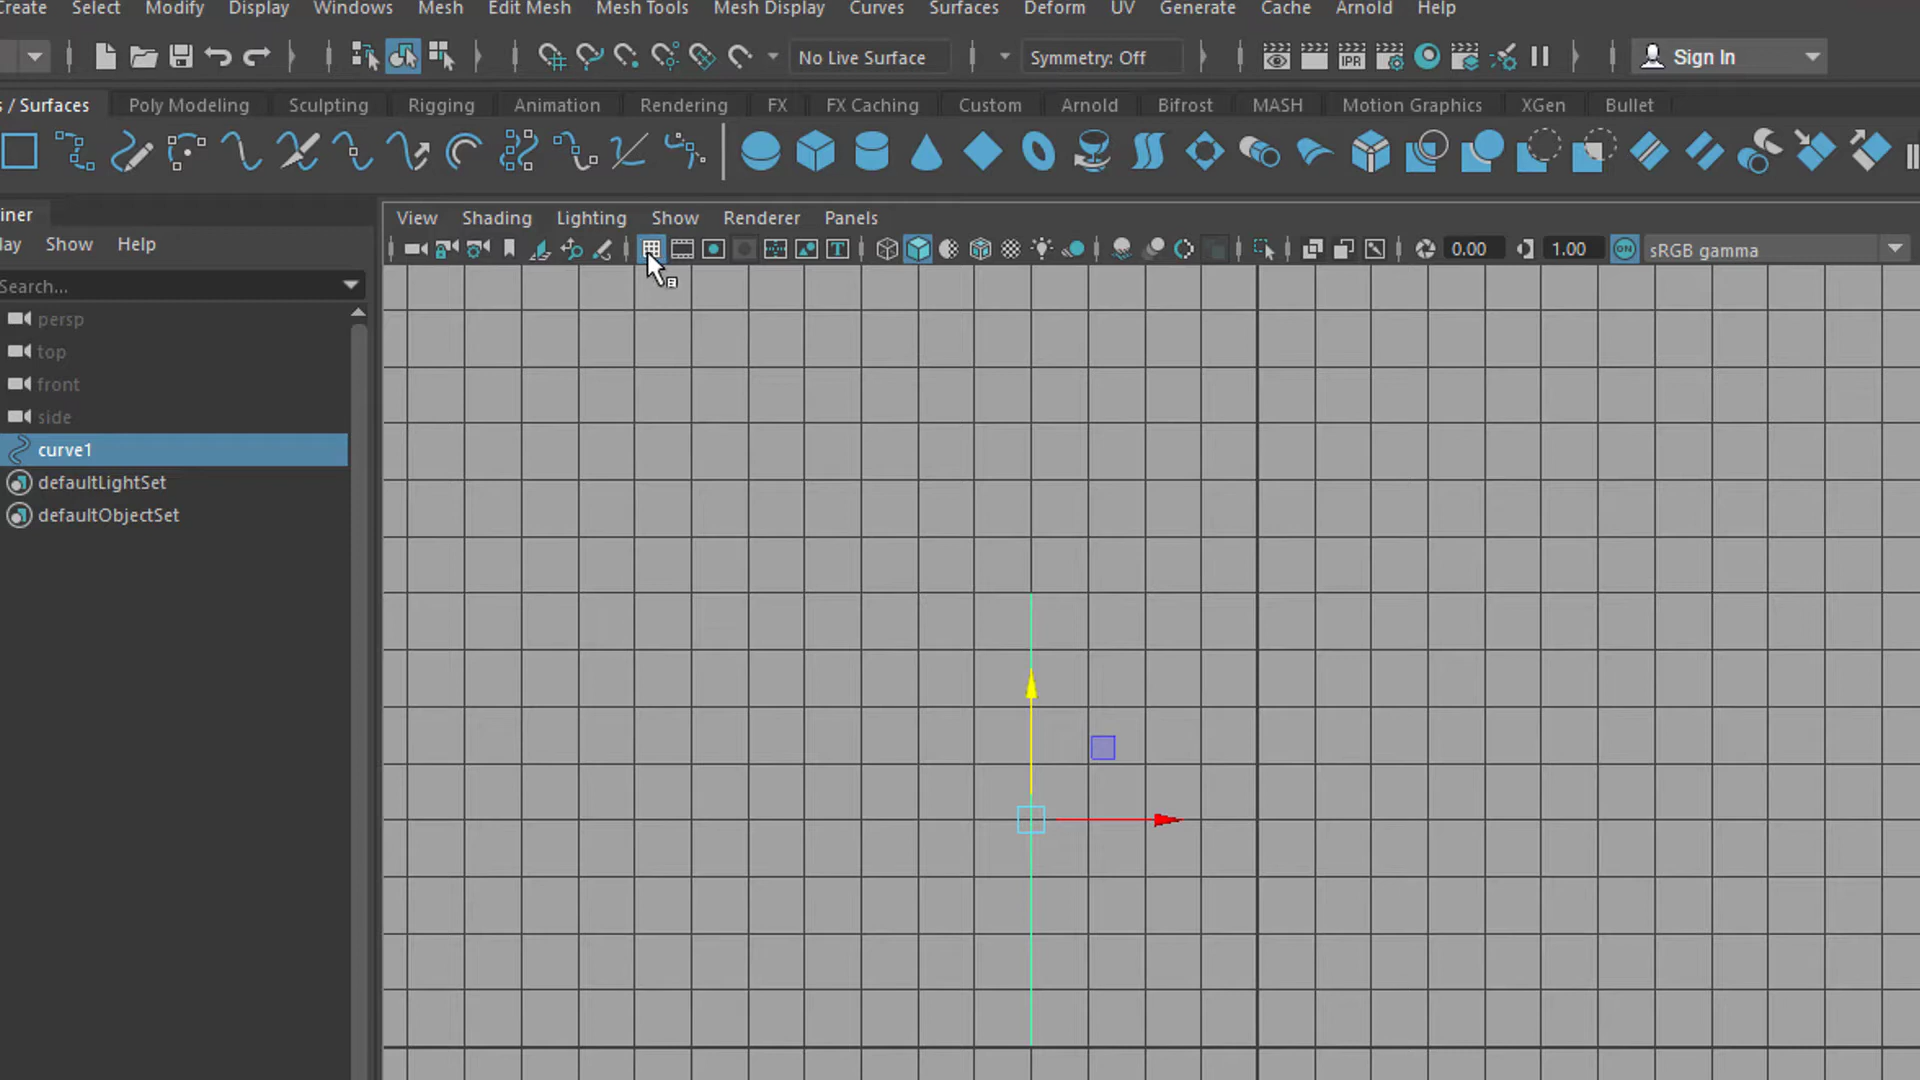 Create Select Modify Display Windows Mesh Edit Mesh Mesh Tools Mesh Display Curves Surfaces Deform UV Generate Cache Arnold Help
No Live Surface Symmetry: Off IPR Sign In
s / Surfaces Poly Modeling Sculpting Rigging Animation Rendering FX FX Caching Custom Arnold Bifrost MASH Motion Graphics XGen Bullet
iner
View Shading Lighting Show Renderer Panels
lay Show Help
T 0.00 1.00 ON sRGB gamma
Search...
persp
top
front
side
curve1
defaultLightSet
defaultObjectSet